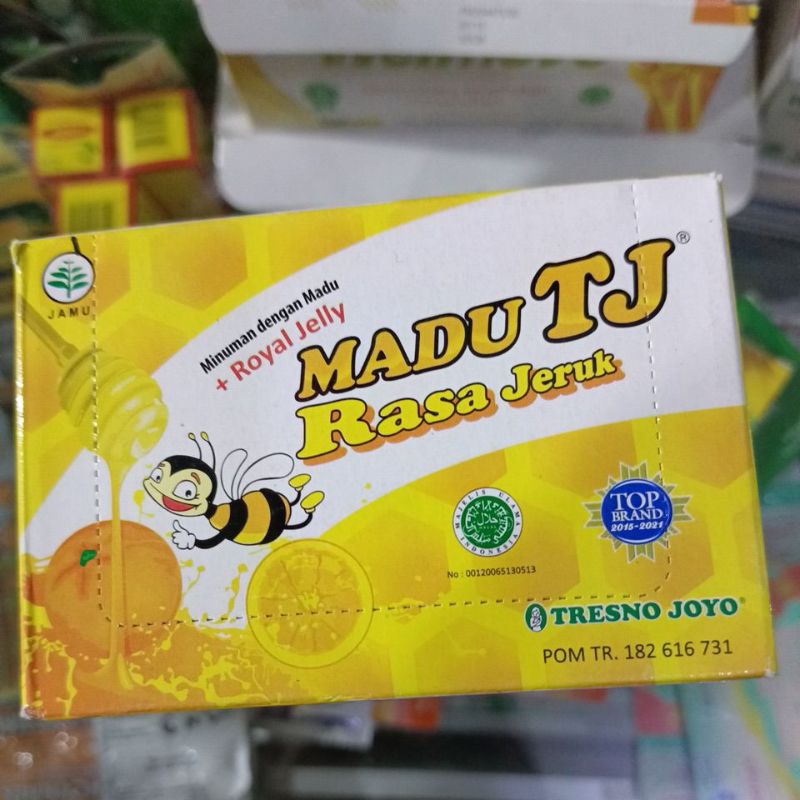 JAMU
Minuman dengan Madu
+ Royal Jelly
MADU TJ®
Rasa Jeruk
MAJELIS ULAMA
INDONESIA
حلال
No : 00120065130513
TOP
BRAND
2015-2021
TRESNO JOYO®
POM TR. 182 616 731